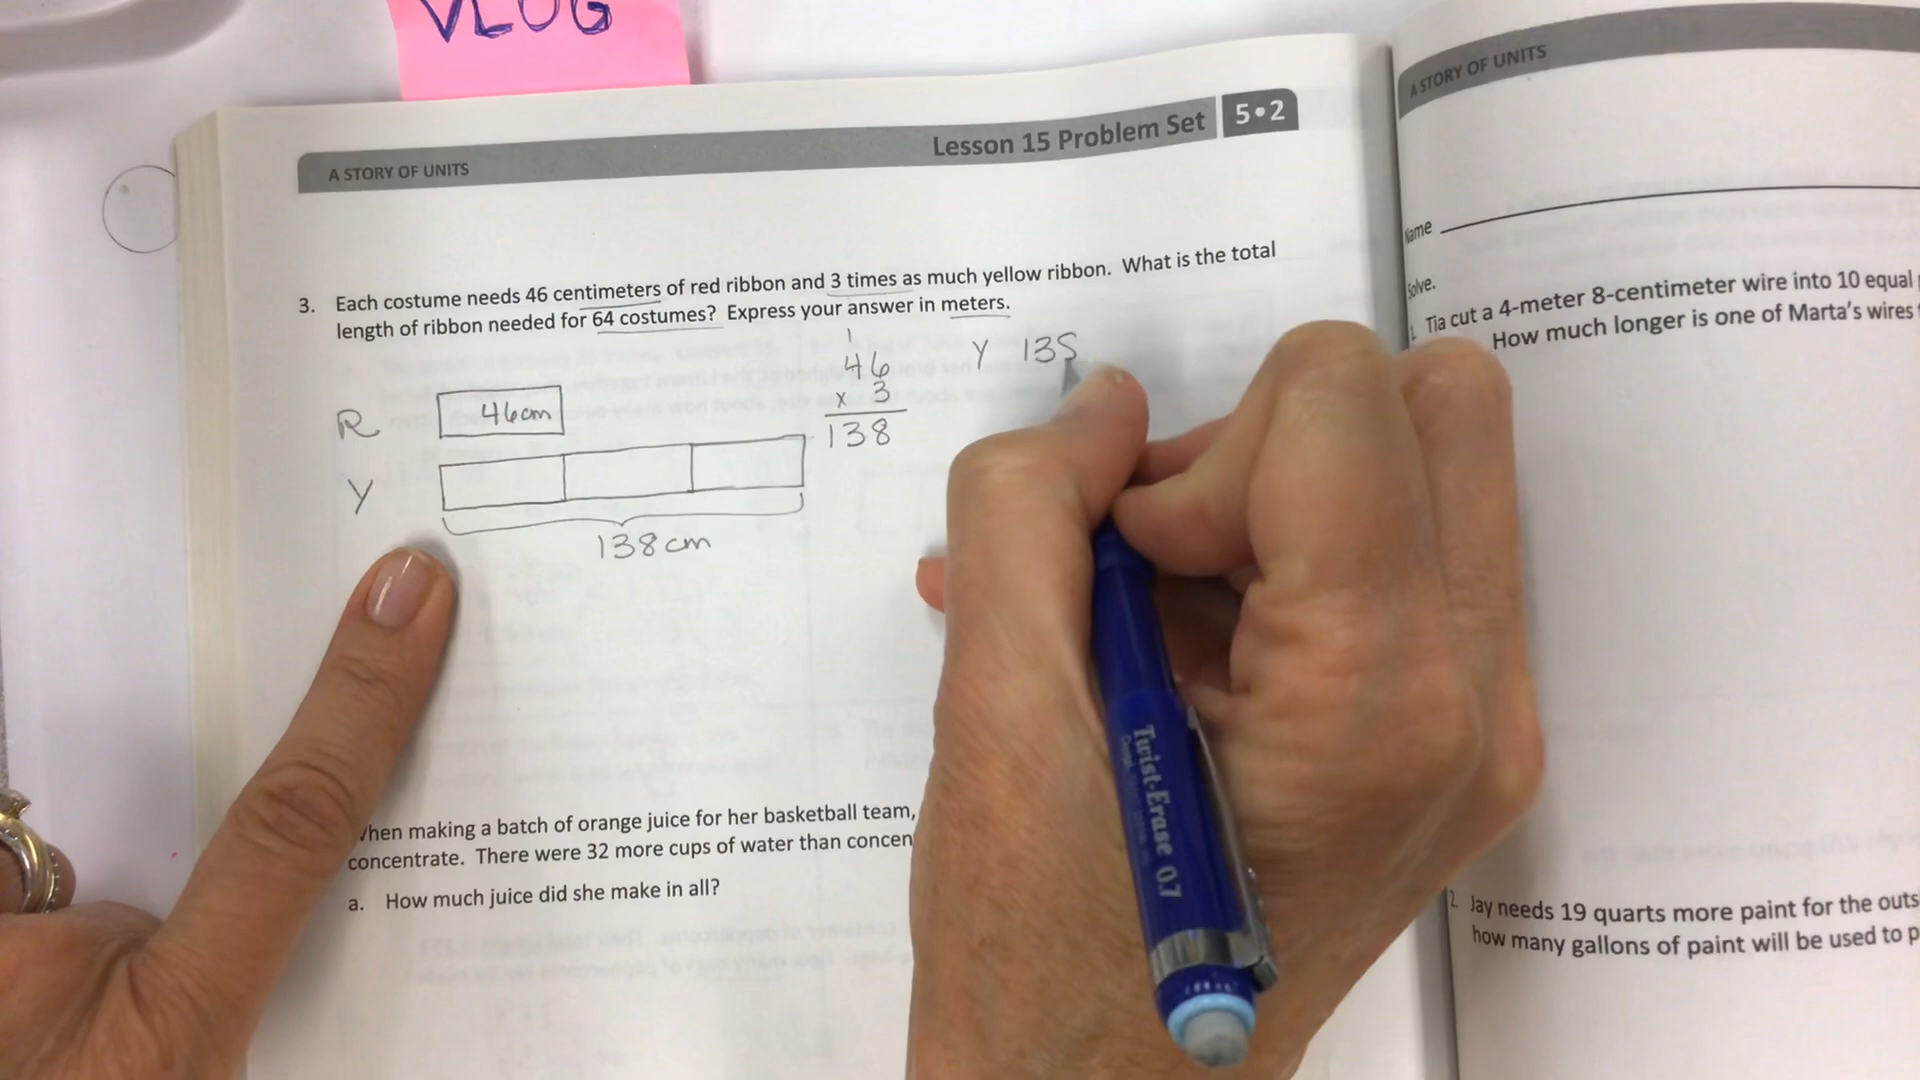 VLOG
A STORY OF UNITS
Lesson 15 Problem Set
5•2
3. Each costume needs 46 centimeters of red ribbon and 3 times as much yellow ribbon. What is the total
length of ribbon needed for 64 costumes? Express your answer in meters.
R 46cm
Y
138cm
1
46
x 3
138
Y 13
When making a batch of orange juice for her basketball team,
concentrate. There were 32 more cups of water than concen
a. How much juice did she make in all?
Twist-Erase 0.7
A STORY OF UNITS
Name
Solve.
1. Tia cut a 4-meter 8-centimeter wire into 10 equal
How much longer is one of Marta's wires
2. Jay needs 19 quarts more paint for the outs
how many gallons of paint will be used to p